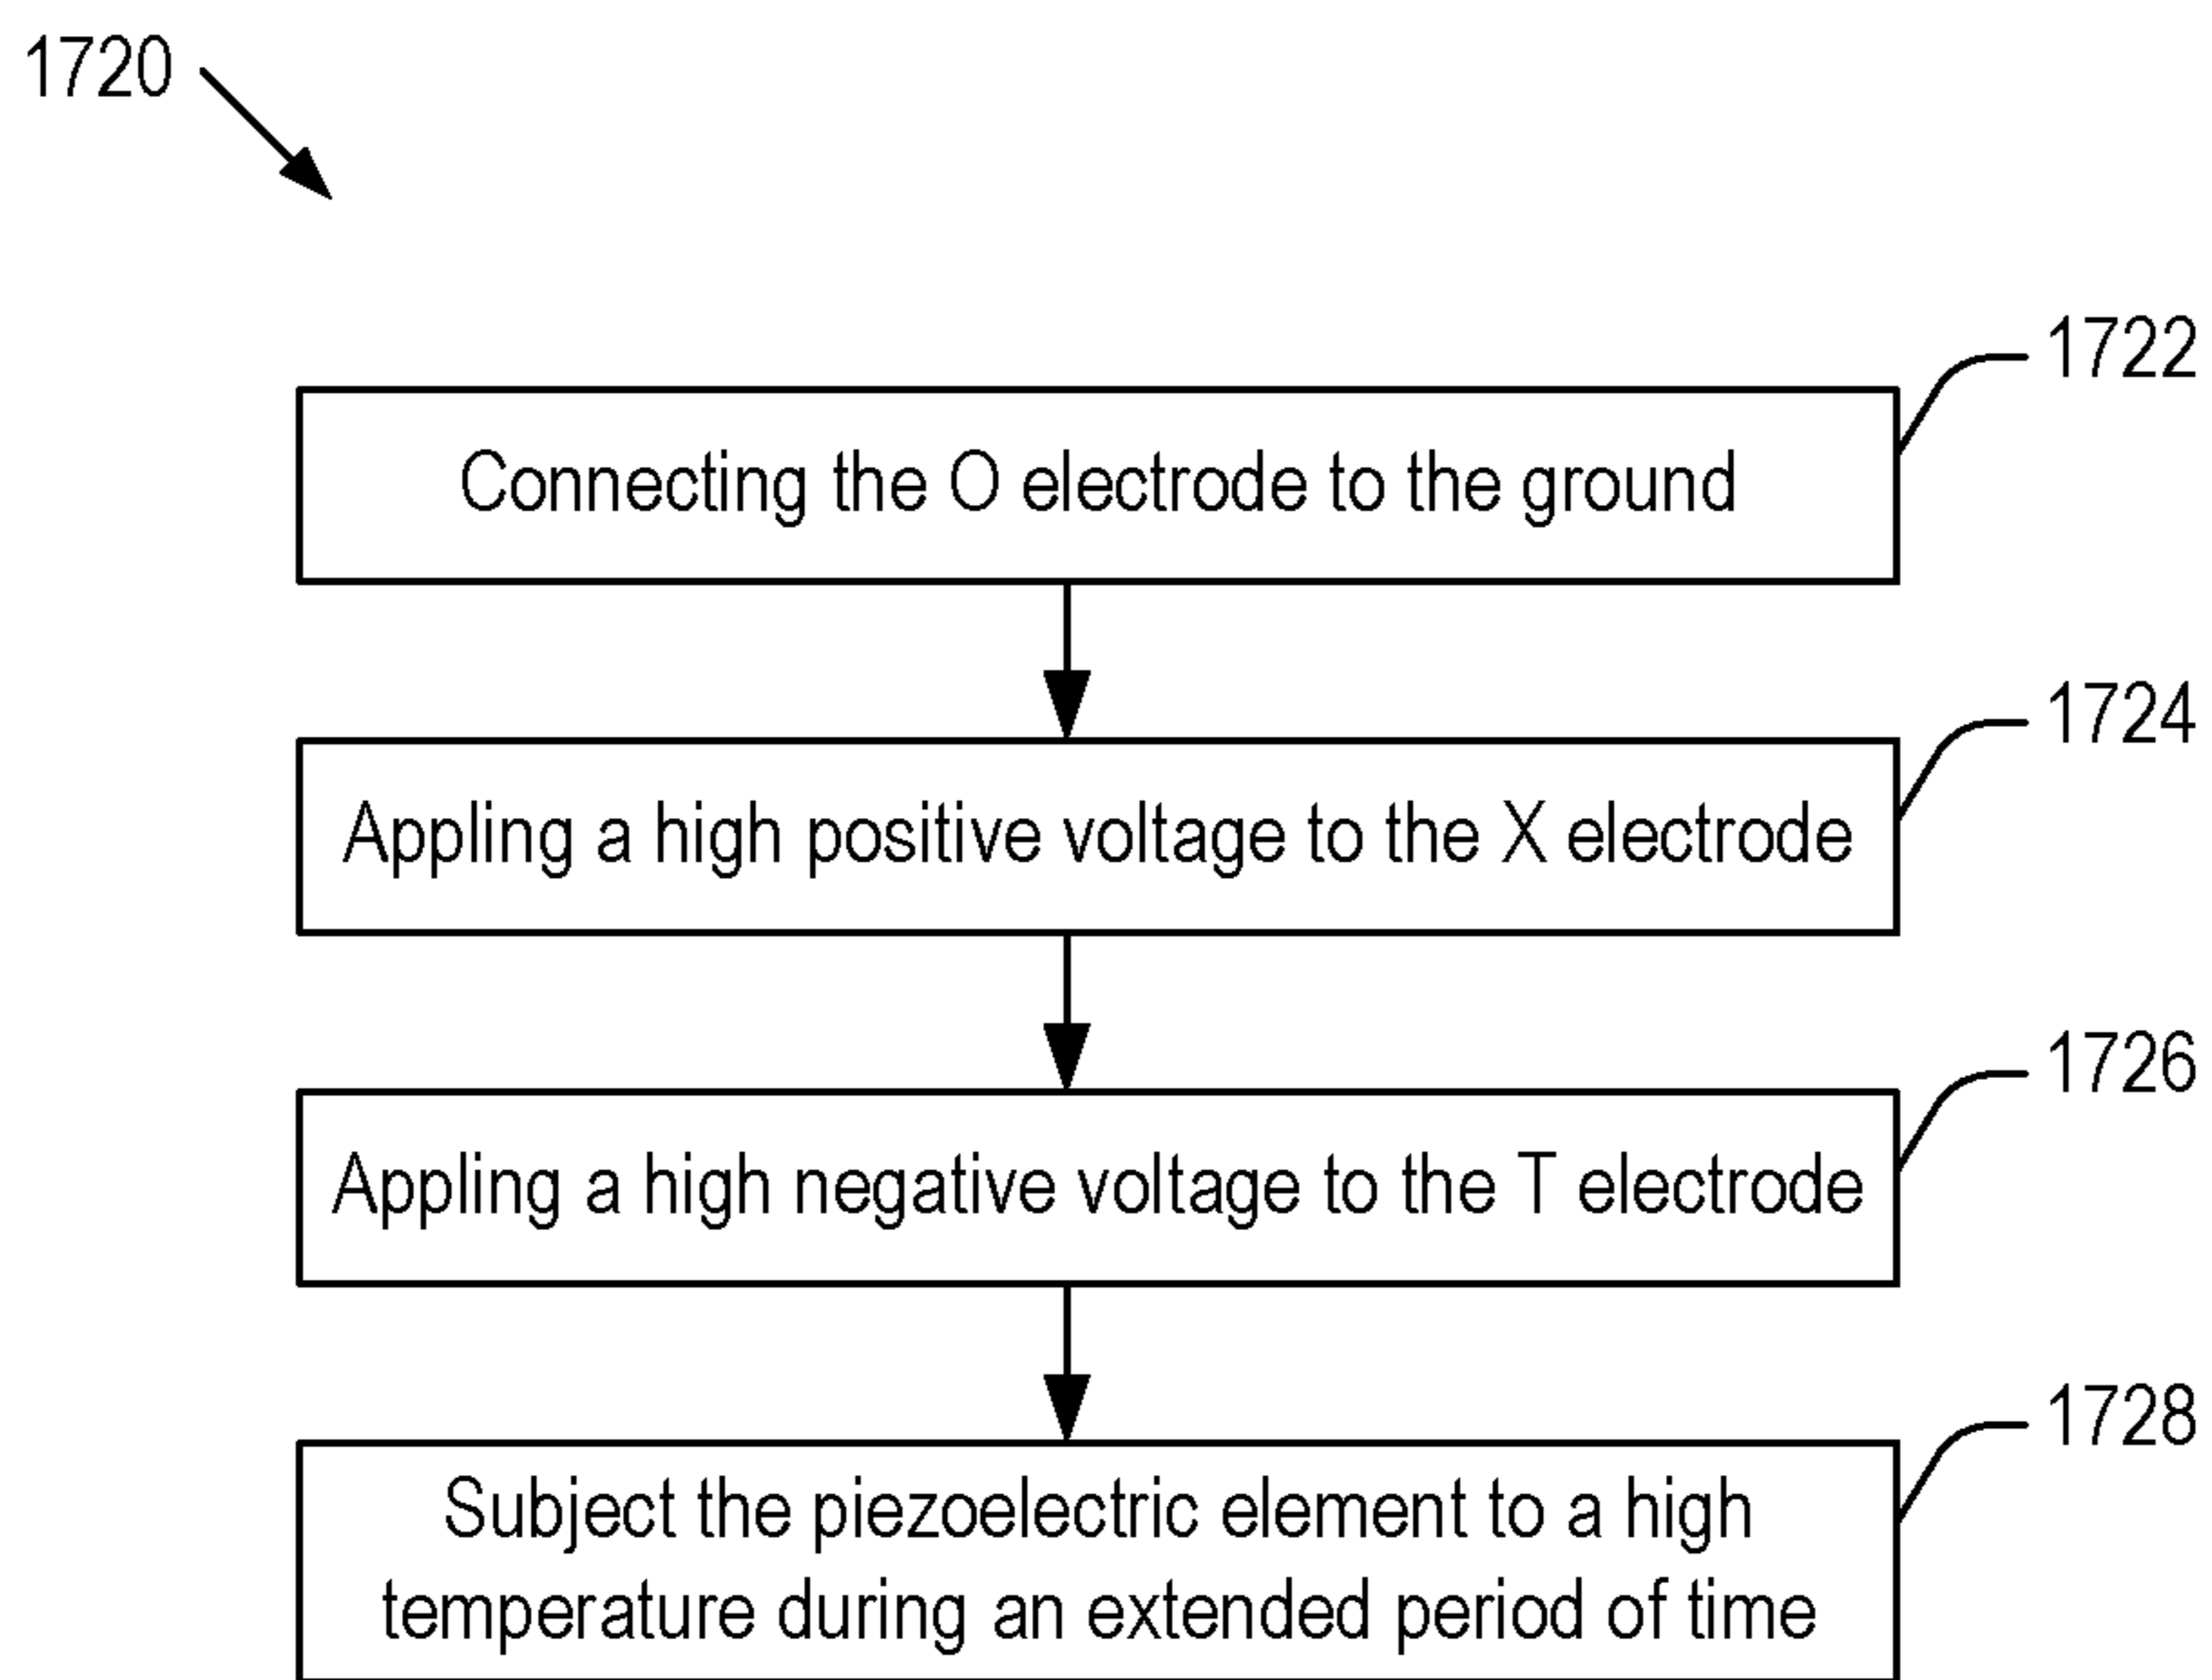 1720
1722
Connecting the O electrode to the ground
1724
Appling a high positive voltage to the X electrode
1726
Appling a high negative voltage to the T electrode
1728
Subject the piezoelectric element to a high
temperature during an extended period of time